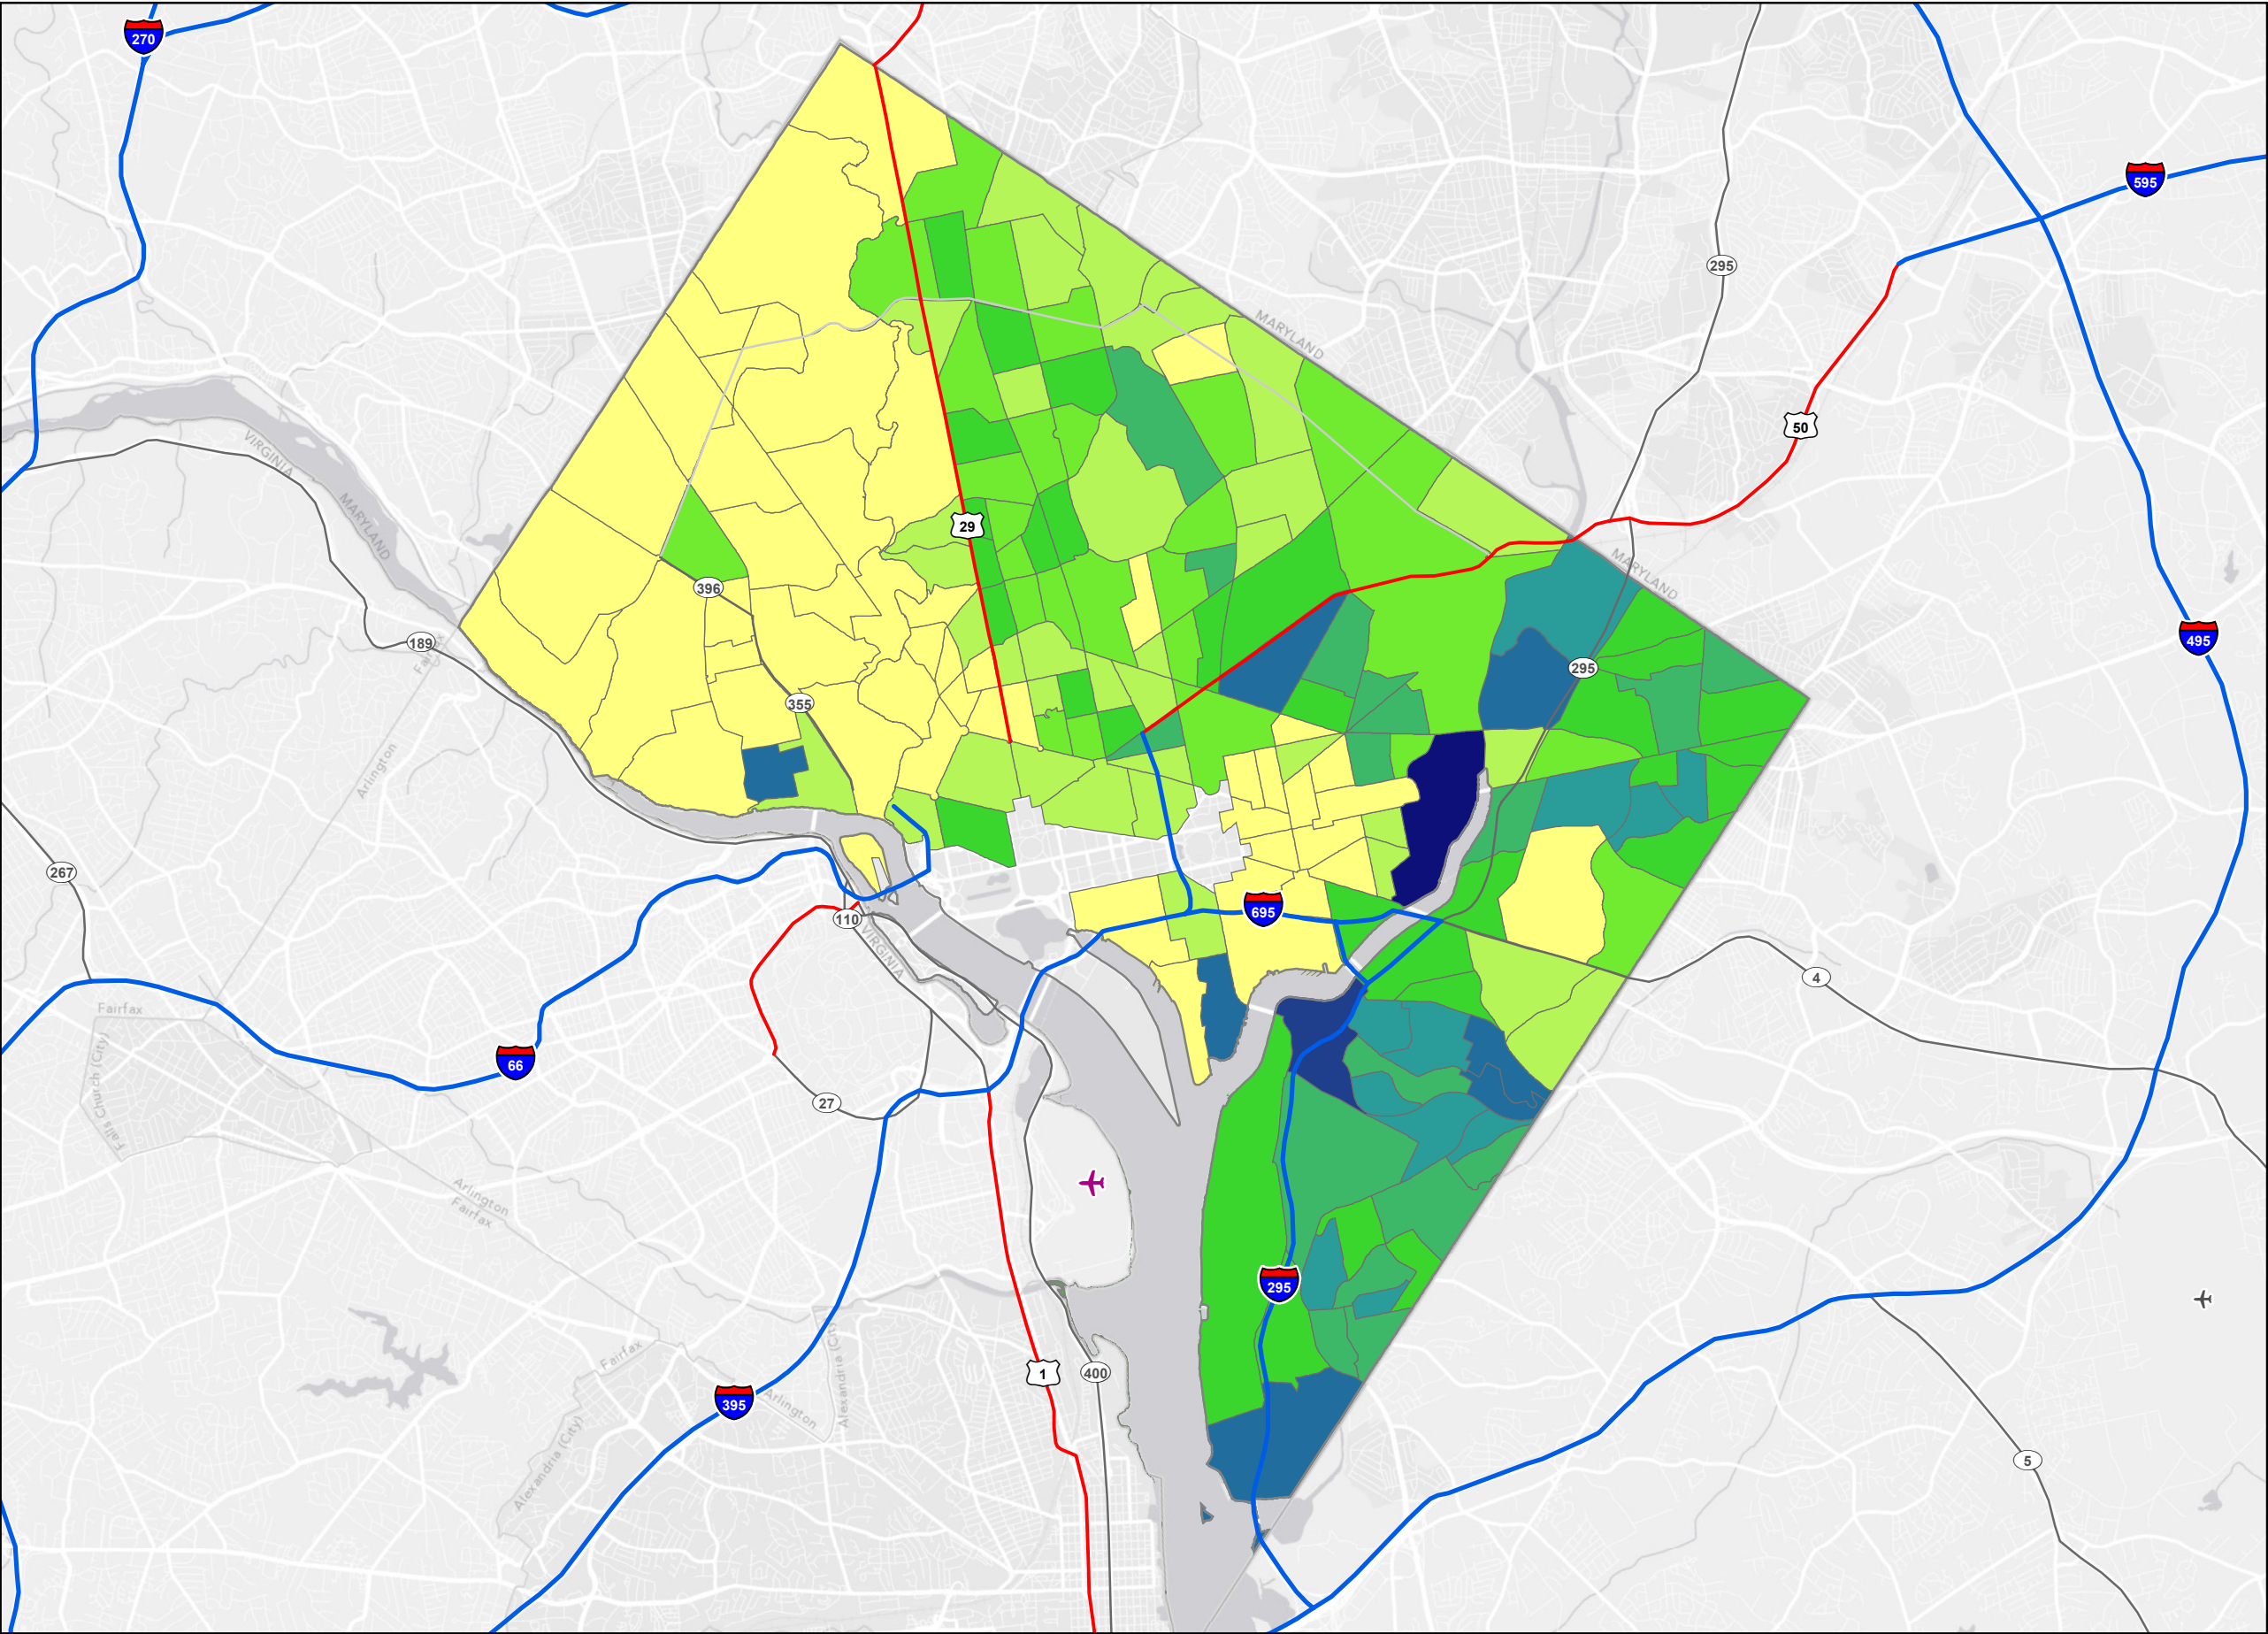 270
595
295
MARYLAND
50
VIRGINIA
MARYLAND
29
MARYLAND
396
189
Fairfax
495
295
355
Arlington
267
695
110
VIRGINIA
4
Fairfax
Falls Church (City)
66
27
Arlington
Fairfax
295
Fairfax
Alexandria (City)
1
400
395
Arlington
Alexandria (City)
5